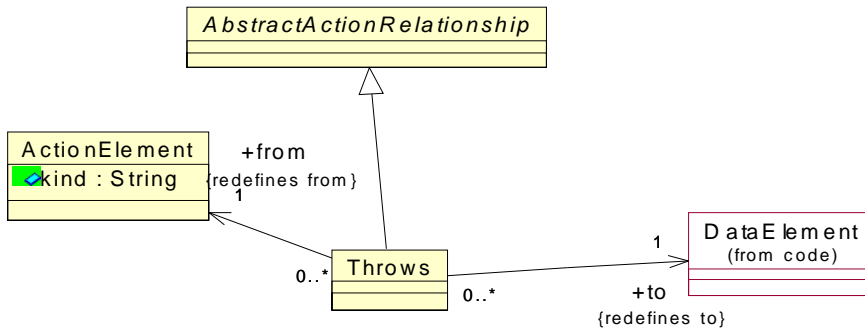 AbstractActionRelationship
ActionElement
kind : String
+from
{redefines from}
1
Throws
0..*
0..*
1
DataElement
(from code)
+to
{redefines to}